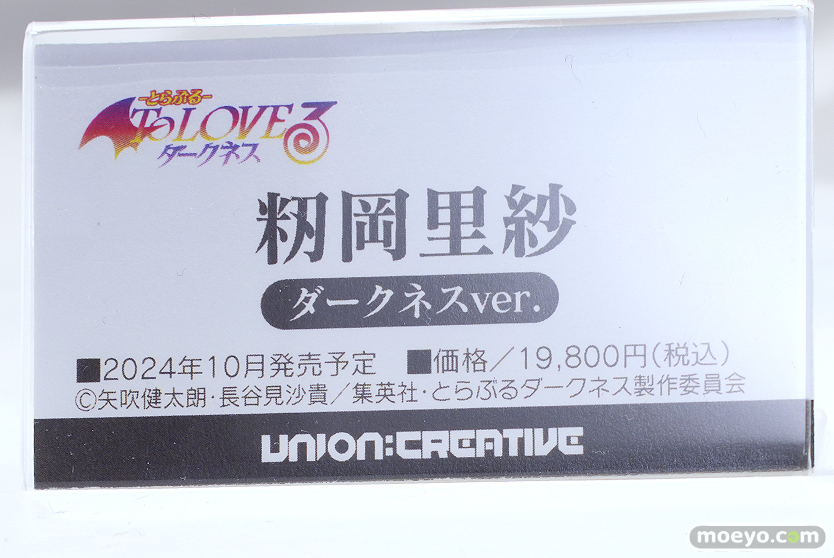 -とらぶる-
To LOVEる
ダークネス
籾岡里紗
ダークネスver.
■2024年10月発売予定 ■価格／19,800円(税込)
©矢吹健太朗・長谷見沙貴／集英社・とらぶるダークネス製作委員会
UNION:CREATIVE
moeyo.com